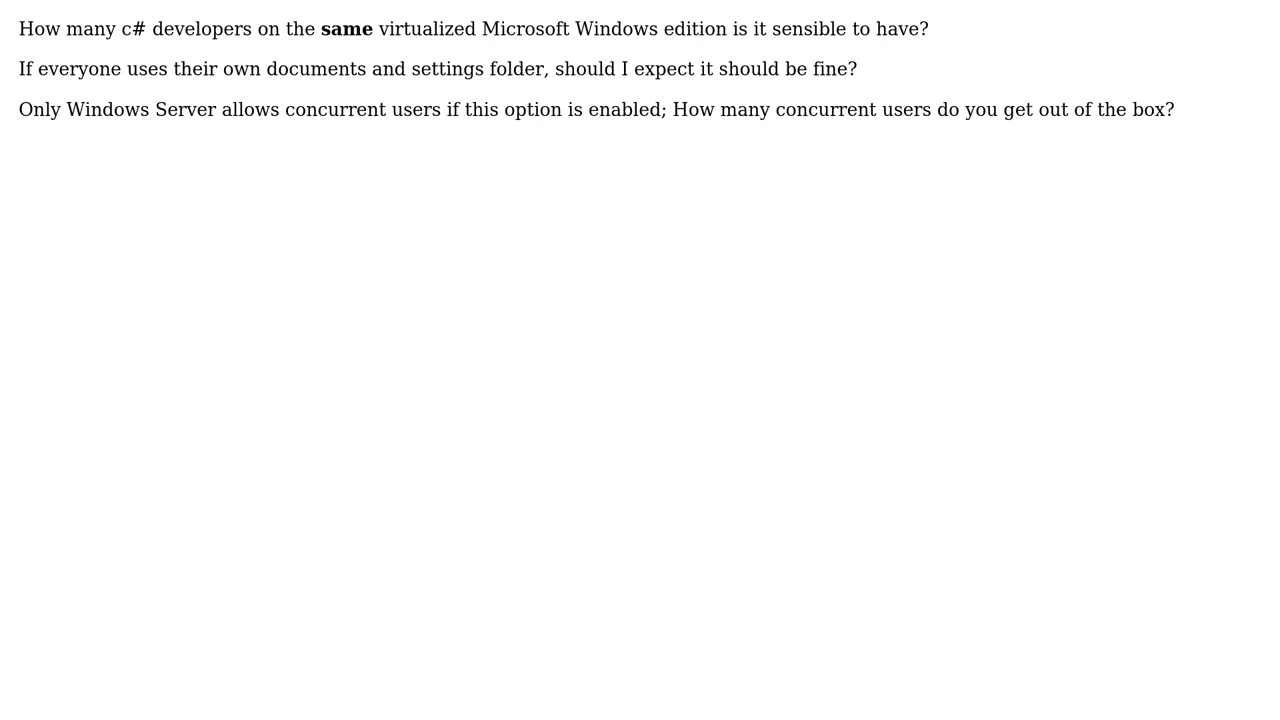 How many c# developers on the same virtualized Microsoft Windows edition is it sensible to have?
If everyone uses their own documents and settings folder, should I expect it should be fine?
Only Windows Server allows concurrent users if this option is enabled; How many concurrent users do you get out of the box?